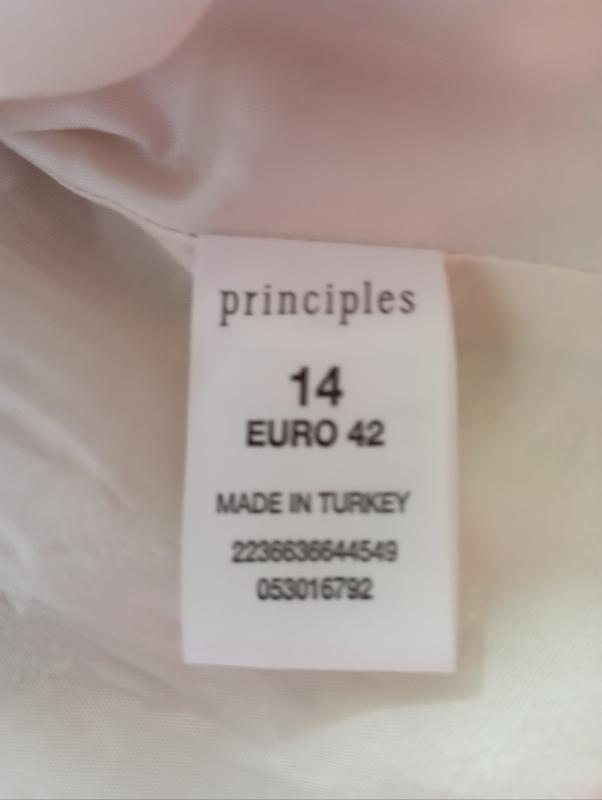 principles
14
EURO 42
MADE IN TURKEY
2236636644549
053016792